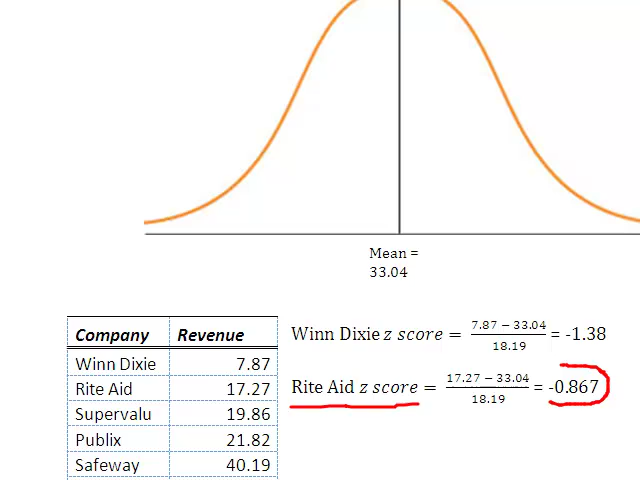 Mean =
33.04
Company Revenue
Winn Dixie 7.87
Rite Aid 17.27
Supervalu 19.86
Publix 21.82
Safeway 40.19
Winn Dixie z score = 7.87 − 33.04 / 18.19 = -1.38
Rite Aid z score = 17.27 − 33.04 / 18.19 = -0.867